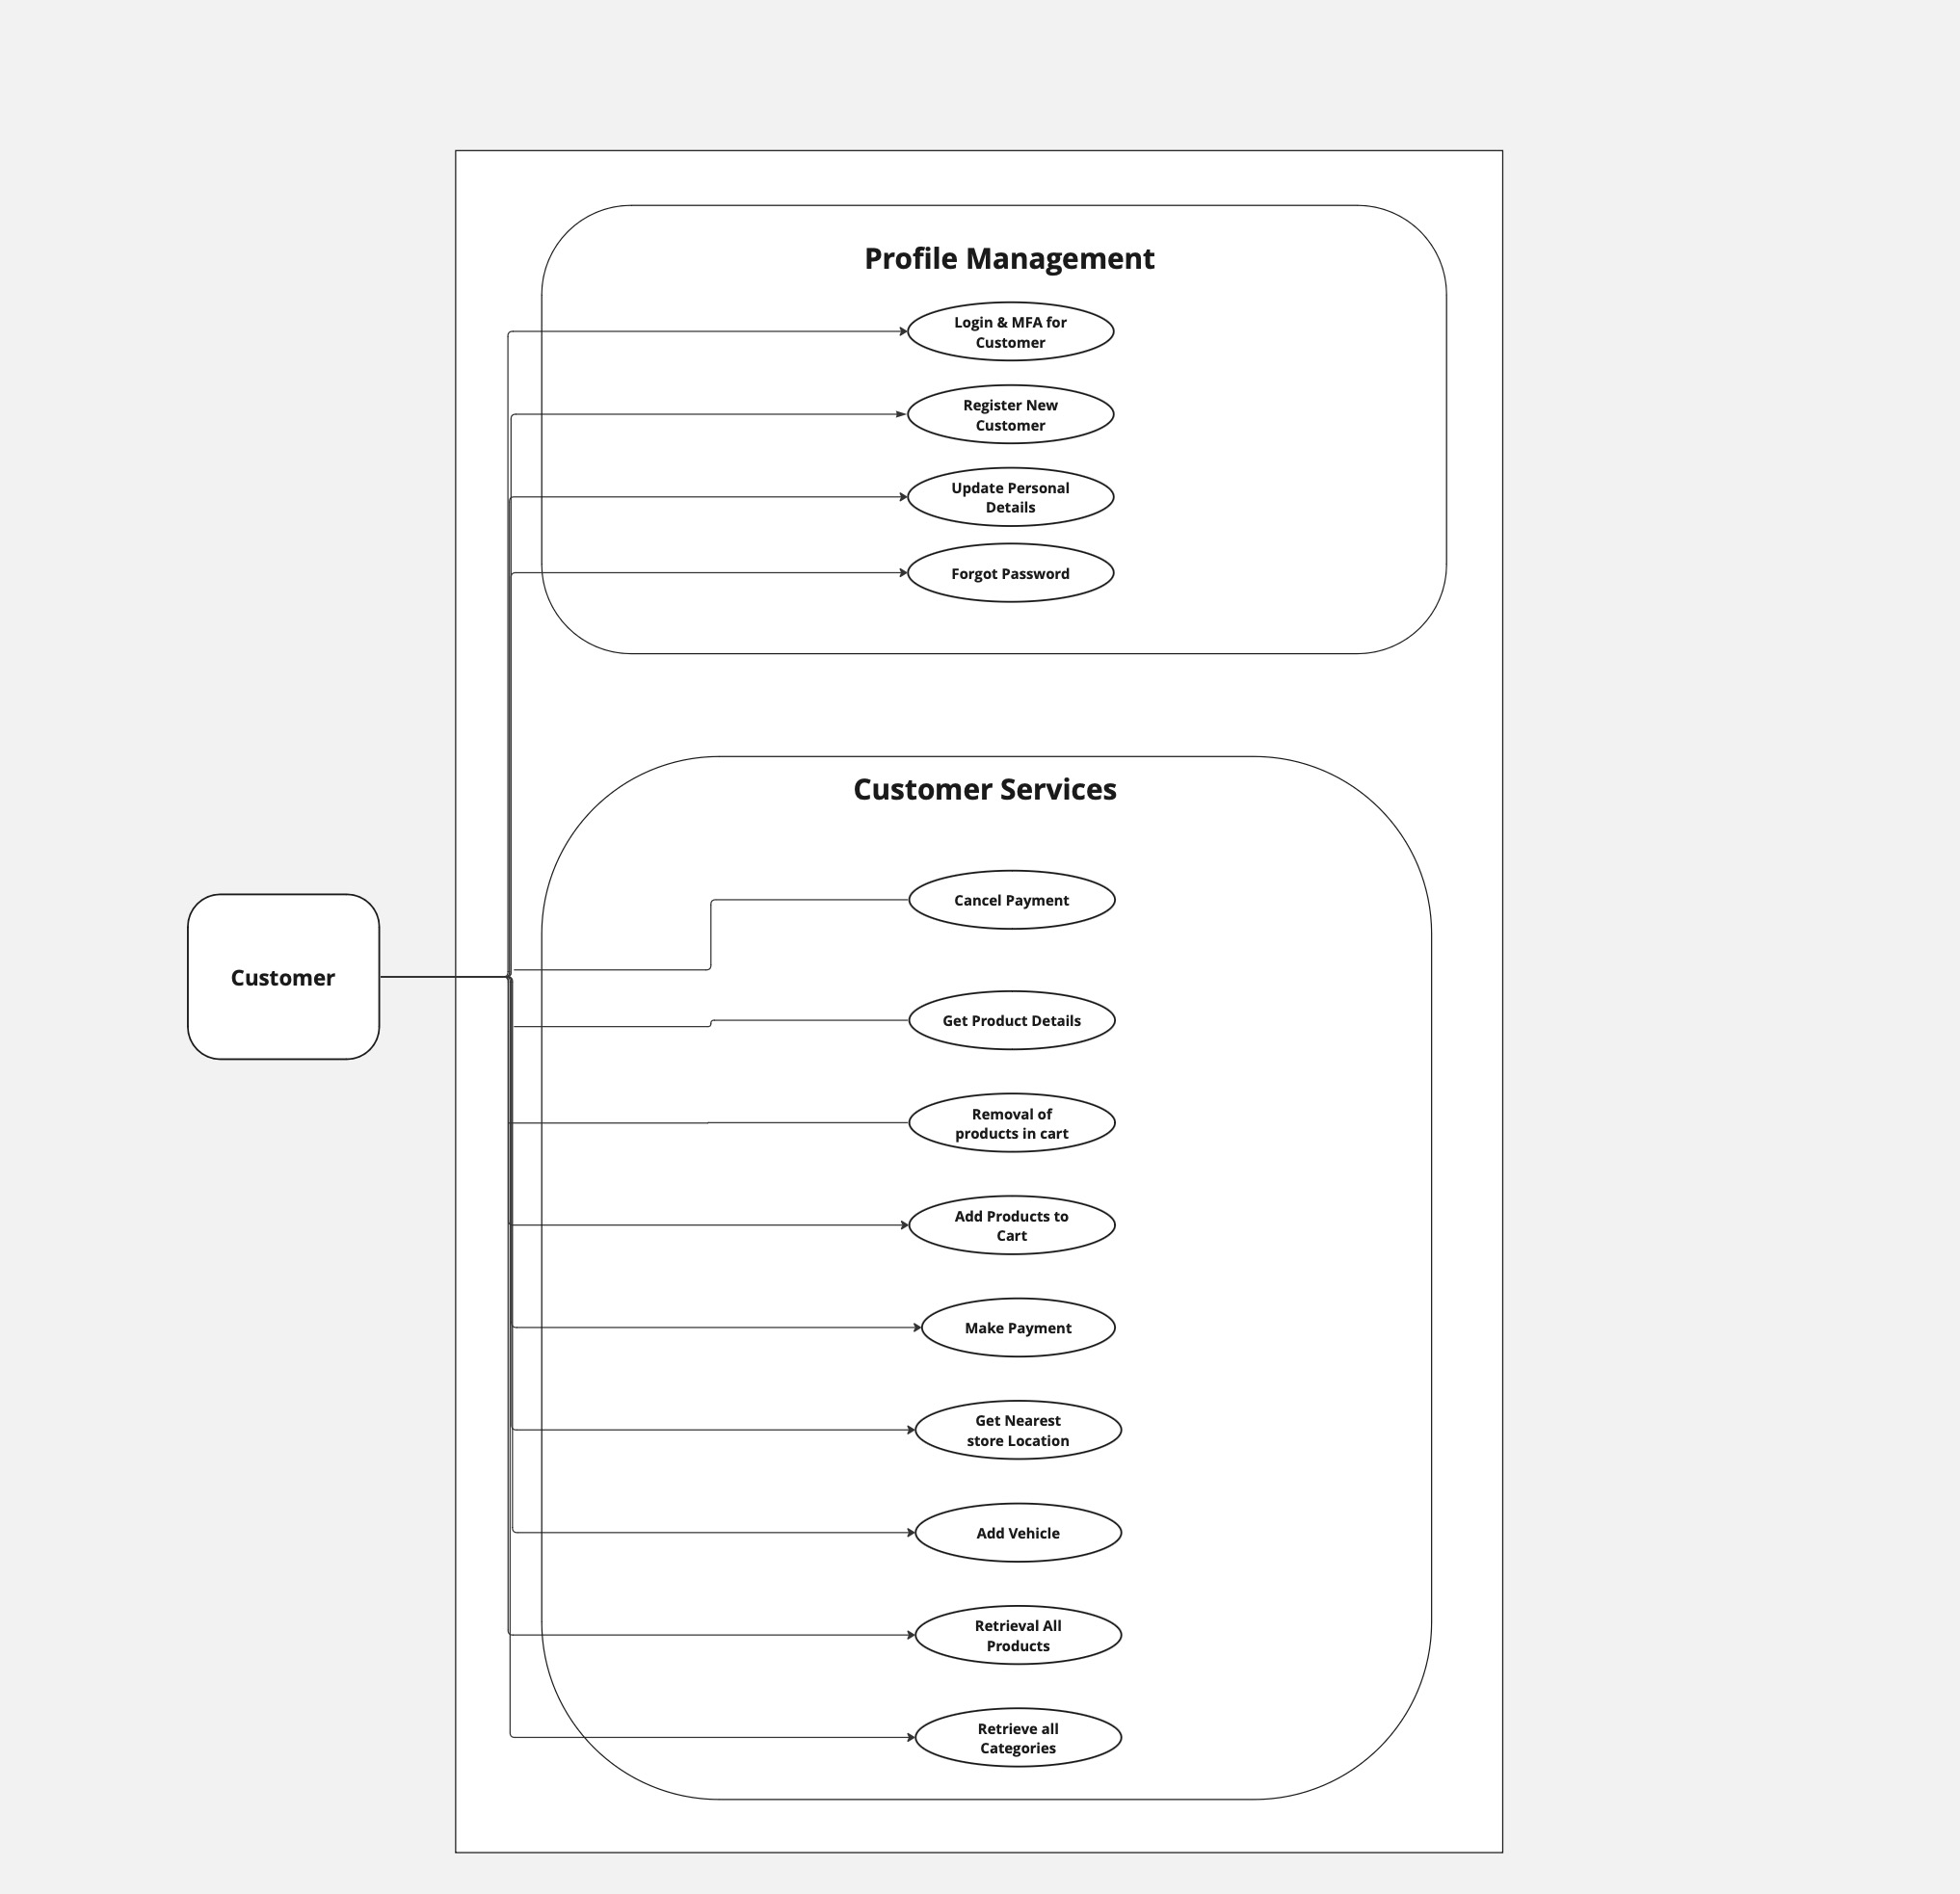 Profile Management
Login & MFA for
Customer
Register New
Customer
Update Personal
Details
Forgot Password
Customer Services
Cancel Payment
Customer
Get Product Details
Removal of
products in cart
Add Products to
Cart
Make Payment
Get Nearest
store Location
Add Vehicle
Retrieval All
Products
Retrieve all
Categories